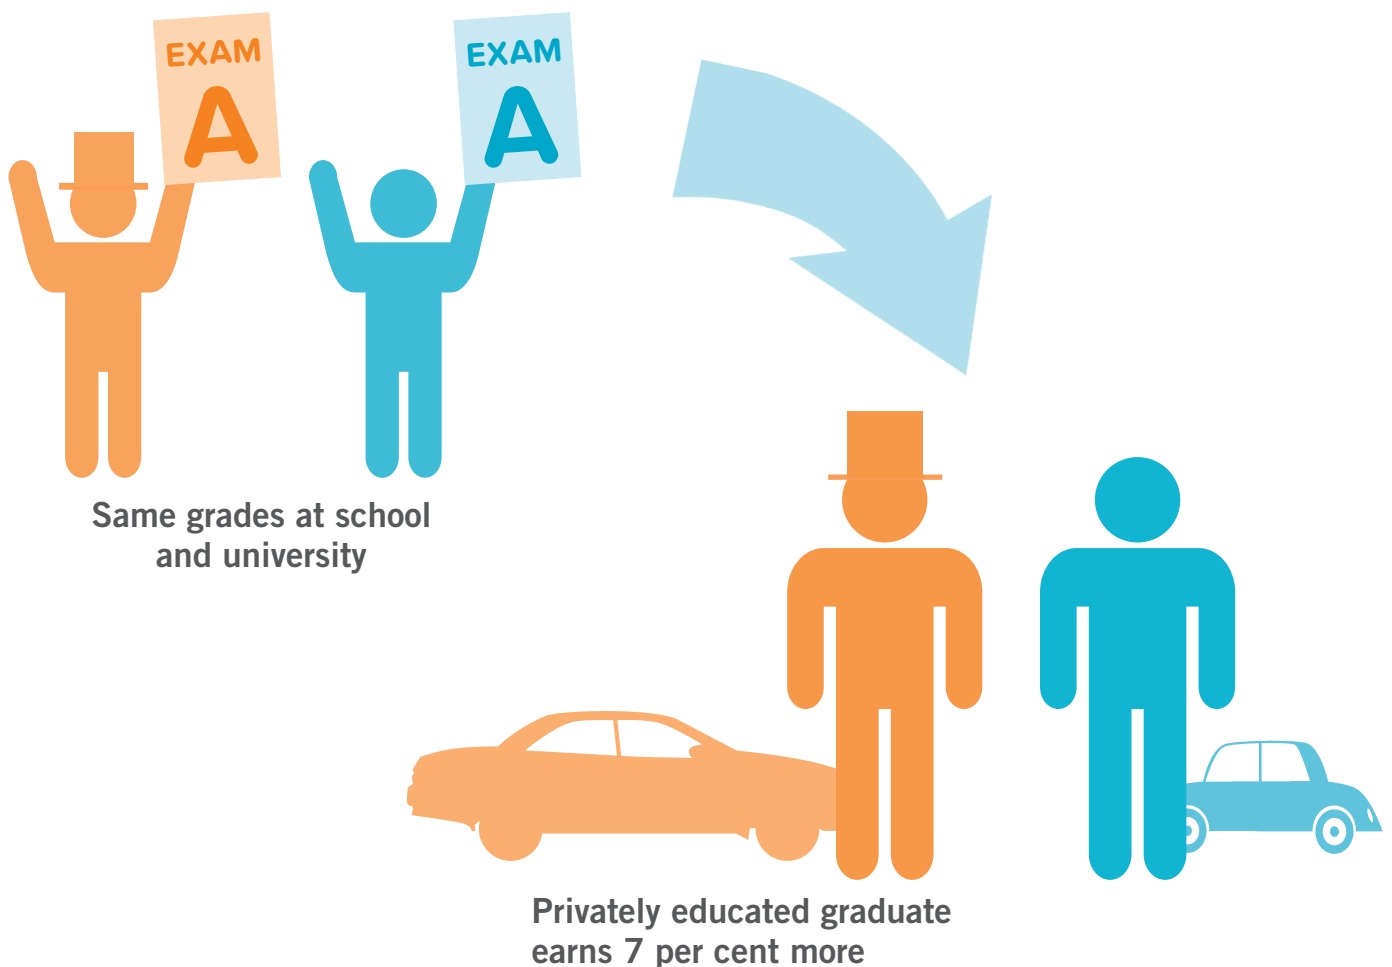 EXAM
A
EXAM
A
Same grades at school
and university
Privately educated graduate
earns 7 per cent more